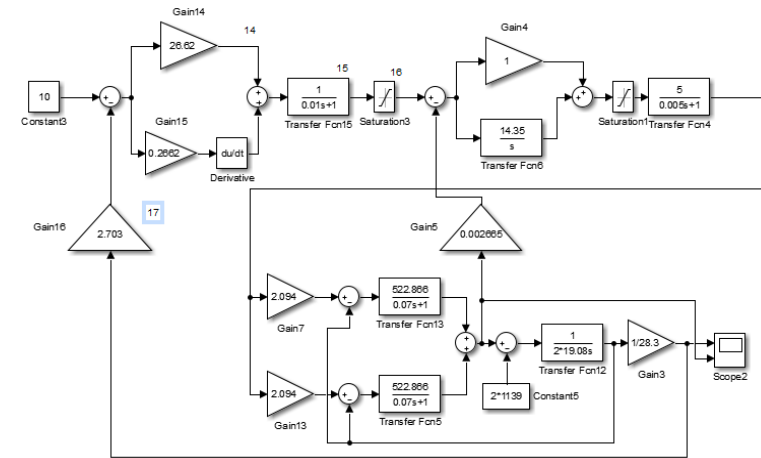 Gain14
26.62
14
Gain4
1
10
Constant3
Gain15
0.2662
du/dt
Derivative
15
1
0.01s+1
Transfer Fcn15
16
Saturation3
14.35
s
Transfer Fcn6
Saturation1
5
0.005s+1
Transfer Fcn4
17
Gain16
2.703
Gain5
0.002665
2.094
Gain7
522.866
0.07s+1
Transfer Fcn13
2.094
Gain13
522.866
0.07s+1
Transfer Fcn5
1
2*19.08s
Transfer Fcn12
2*1139
Constant5
1/28.3
Gain3
Scope2